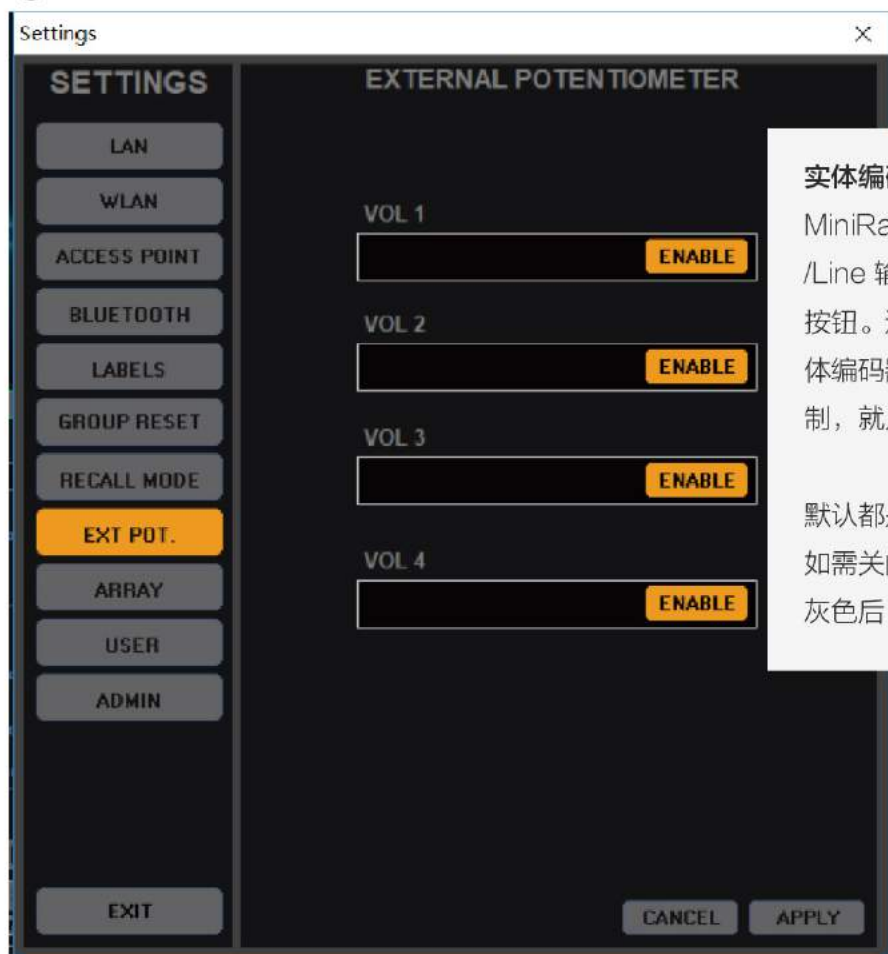 Settings
SETTINGS
LAN
WLAN
ACCESS POINT
BLUETOOTH
LABELS
GROUP RESET
RECALL MODE
EXT POT.
ARRAY
USER
ADMIN
EXIT
EXTERNAL POTENTIOMETER
VOL 1
ENABLE
VOL 2
ENABLE
VOL 3
ENABLE
VOL 4
ENABLE
CANCEL
APPLY
实体编
MiniRa
/Line
按钮。
体编码
制，就
默认都
如需关
灰色后